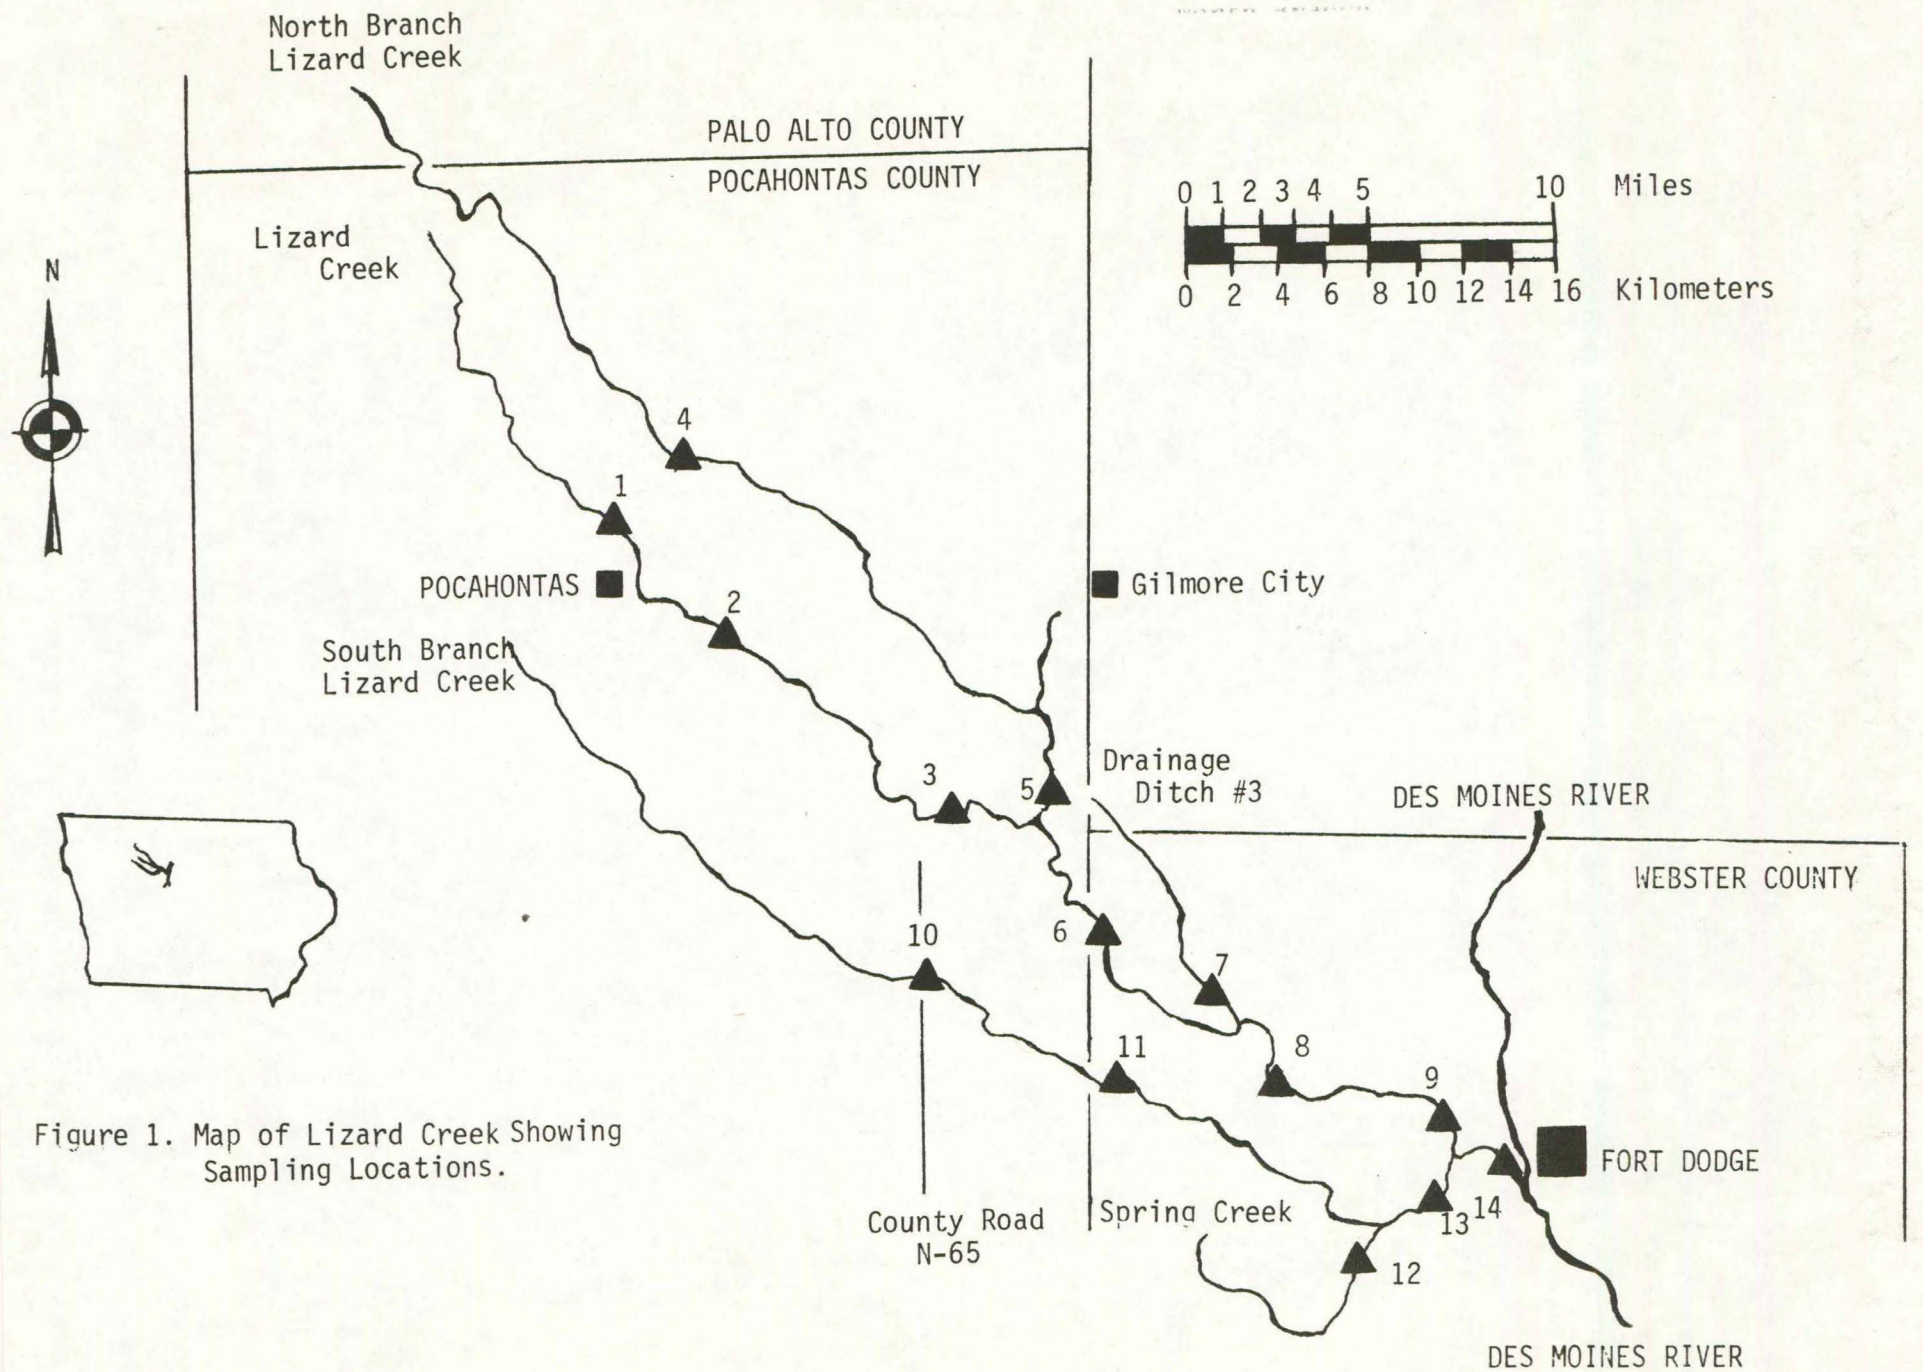 North Branch
Lizard Creek
PALO ALTO COUNTY
POCAHONTAS COUNTY
0 1 2 3 4 5 10 Miles
0 2 4 6 8 10 12 14 16 Kilometers
Lizard
Creek
N
4
1
POCAHONTAS
Gilmore City
2
South Branch
Lizard Creek
3
5
Drainage
Ditch #3
DES MOINES RIVER
WEBSTER COUNTY
10
6
7
11
8
9
Figure 1. Map of Lizard Creek Showing
Sampling Locations.
FORT DODGE
County Road
N-65
Spring Creek
13
14
12
DES MOINES RIVER